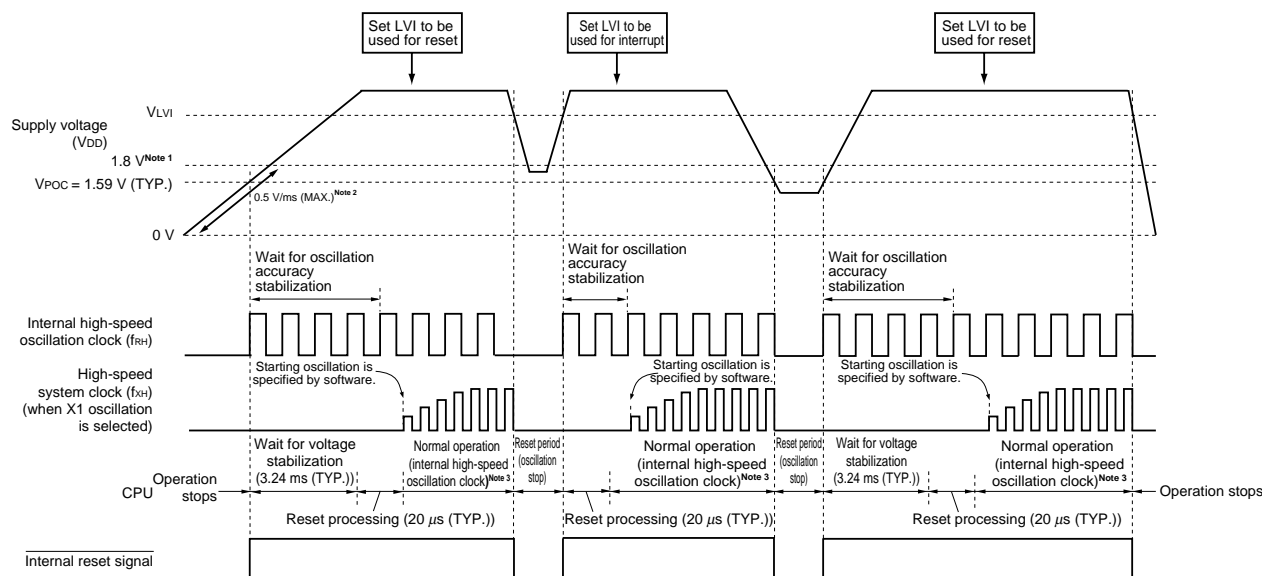 Set LVI to be
used for reset
Set LVI to be
used for interrupt
Set LVI to be
used for reset
VLVI
Supply voltage
(VDD)
1.8 VNote 1
VPOC = 1.59 V (TYP.)
0.5 V/ms (MAX.)Note 2
0 V
Wait for oscillation
accuracy
stabilization
Wait for oscillation
accuracy
stabilization
Wait for oscillation
accuracy
stabilization
Internal high-speed
oscillation clock (fRH)
High-speed
system clock (fXH)
(when X1 oscillation
is selected)
Starting oscillation is
specified by software.
Starting oscillation is
specified by software.
Starting oscillation is
specified by software.
CPU
Operation
stops
Wait for voltage
stabilization
(3.24 ms (TYP.))
Normal operation
(internal high-speed
oscillation clock)Note 3
Reset period
(oscillation
stop)
Normal operation
(internal high-speed
oscillation clock)Note 3
Reset period
(oscillation
stop)
Wait for voltage
stabilization
(3.24 ms (TYP.))
Normal operation
(internal high-speed
oscillation clock)Note 3
Operation stops
Reset processing (20 μs (TYP.))
Reset processing (20 μs (TYP.))
Reset processing (20 μs (TYP.))
Internal reset signal